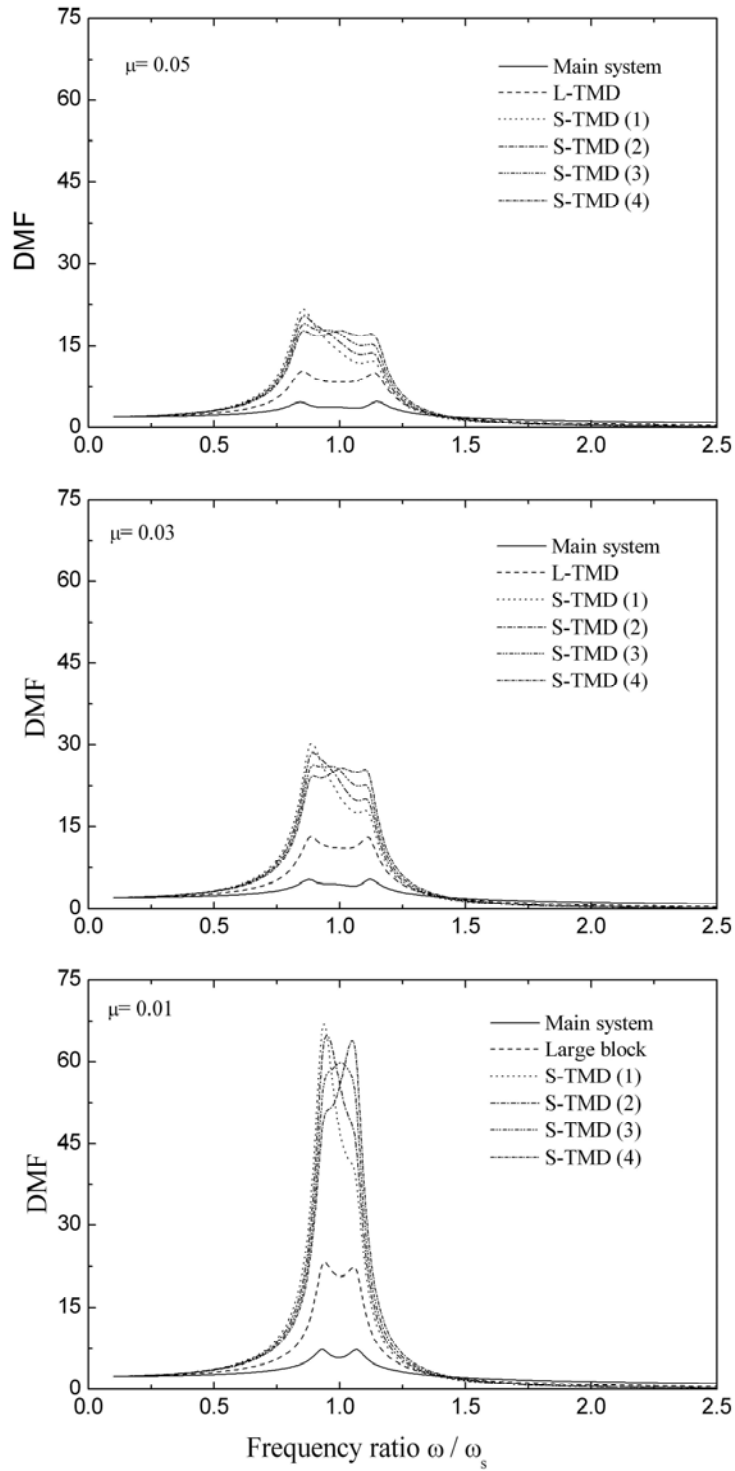 75
μ= 0.05
Main system
L-TMD
60
S-TMD (1)
S-TMD (2)
45
S-TMD (3)
S-TMD (4)
DMF
30
15
0
0.0 0.5 1.0 1.5 2.0 2.5
75
μ= 0.03
Main system
L-TMD
60
S-TMD (1)
S-TMD (2)
S-TMD (3)
45
S-TMD (4)
DMF
30
15
0
0.0 0.5 1.0 1.5 2.0 2.5
75
μ= 0.01
Main system
Large block
60
S-TMD (1)
S-TMD (2)
S-TMD (3)
45
S-TMD (4)
DMF
30
15
0
0.0 0.5 1.0 1.5 2.0 2.5
Frequency ratio ω / ωs